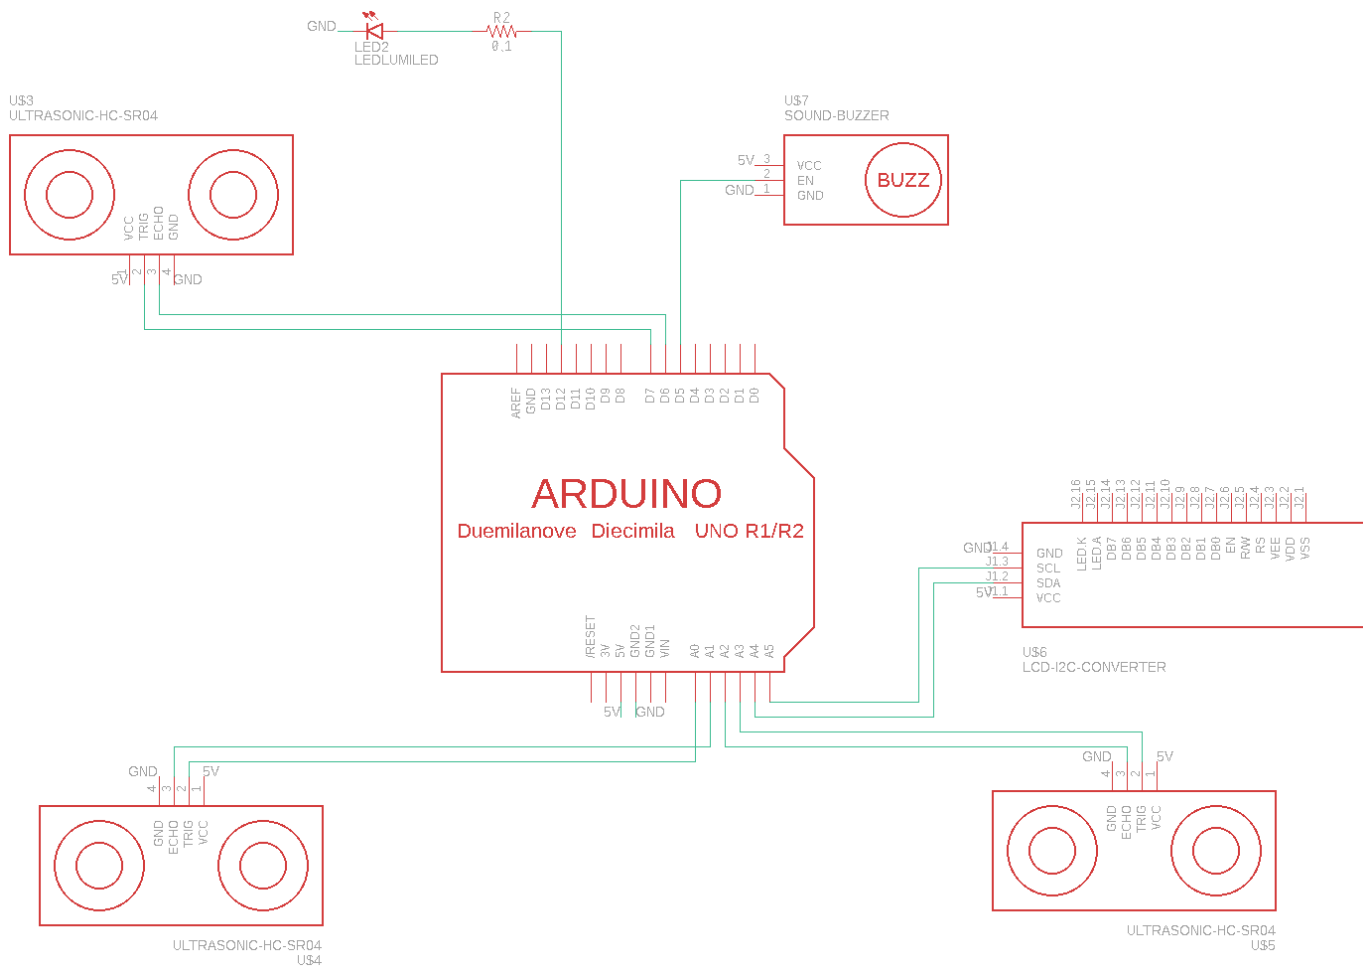 GND
LED2
LEDLUMILED
R2
0.1
U$3
ULTRASONIC-HC-SR04
VCC
TRIG
ECHO
GND
1
2
3
4
5V
GND
U$7
SOUND-BUZZER
5V
3
VCC
2
EN
GND
1
GND
BUZZ
AREF
GND
D13
D12
D11
D10
D9
D8
D7
D6
D5
D4
D3
D2
D1
D0
ARDUINO
Duemilanove Diecimila UNO R1/R2
/RESET
3V
5V
GND2
GND1
VIN
A0
A1
A2
A3
A4
A5
5V
GND
J2.16
J2.15
J2.14
J2.13
J2.12
J2.11
J2.10
J2.9
J2.8
J2.7
J2.6
J2.5
J2.4
J2.3
J2.2
J2.1
LED.K
LED.A
DB7
DB6
DB5
DB4
DB3
DB2
DB1
DB0
EN
R/W
RS
VEE
VDD
VSS
GND
J1.4
GND
J1.3
SCL
J1.2
SDA
5V
J1.1
VCC
U$6
LCD-I2C-CONVERTER
GND
5V
4
3
2
1
GND
ECHO
TRIG
VCC
ULTRASONIC-HC-SR04
U$4
GND
5V
4
3
2
1
GND
ECHO
TRIG
VCC
ULTRASONIC-HC-SR04
U$5